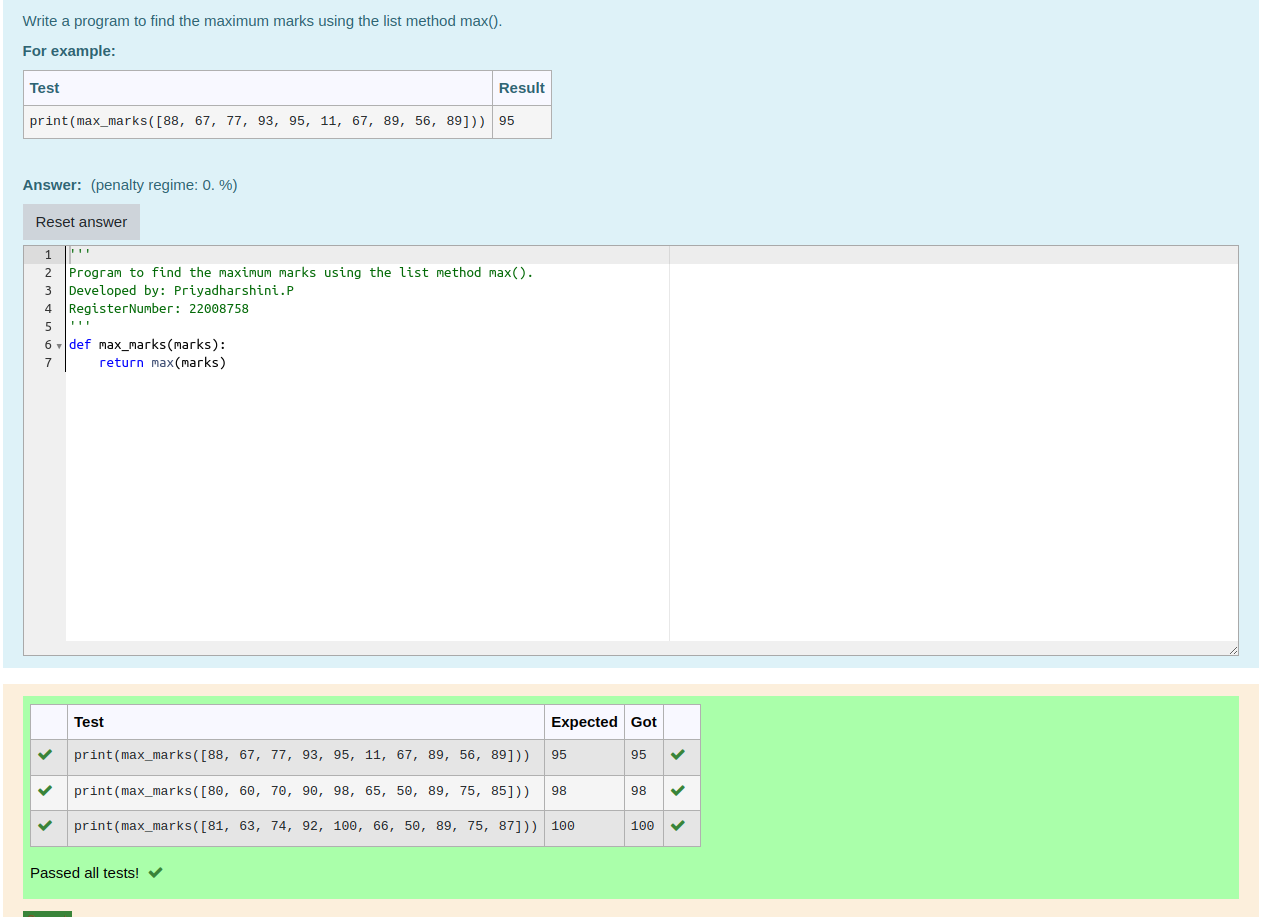 Write a program to find the maximum marks using the list method max().
For example:
Test Result
print(max_marks([88, 67, 77, 93, 95, 11, 67, 89, 56, 89])) 95
Answer: (penalty regime: 0. %)
Reset answer
1 '''
2 Program to find the maximum marks using the list method max().
3 Developed by: Priyadharshini.P
4 RegisterNumber: 22008758
5 '''
6 def max_marks(marks):
7     return max(marks)
Test Expected Got
print(max_marks([88, 67, 77, 93, 95, 11, 67, 89, 56, 89])) 95 95
print(max_marks([80, 60, 70, 90, 98, 65, 50, 89, 75, 85])) 98 98
print(max_marks([81, 63, 74, 92, 100, 66, 50, 89, 75, 87])) 100 100
Passed all tests!